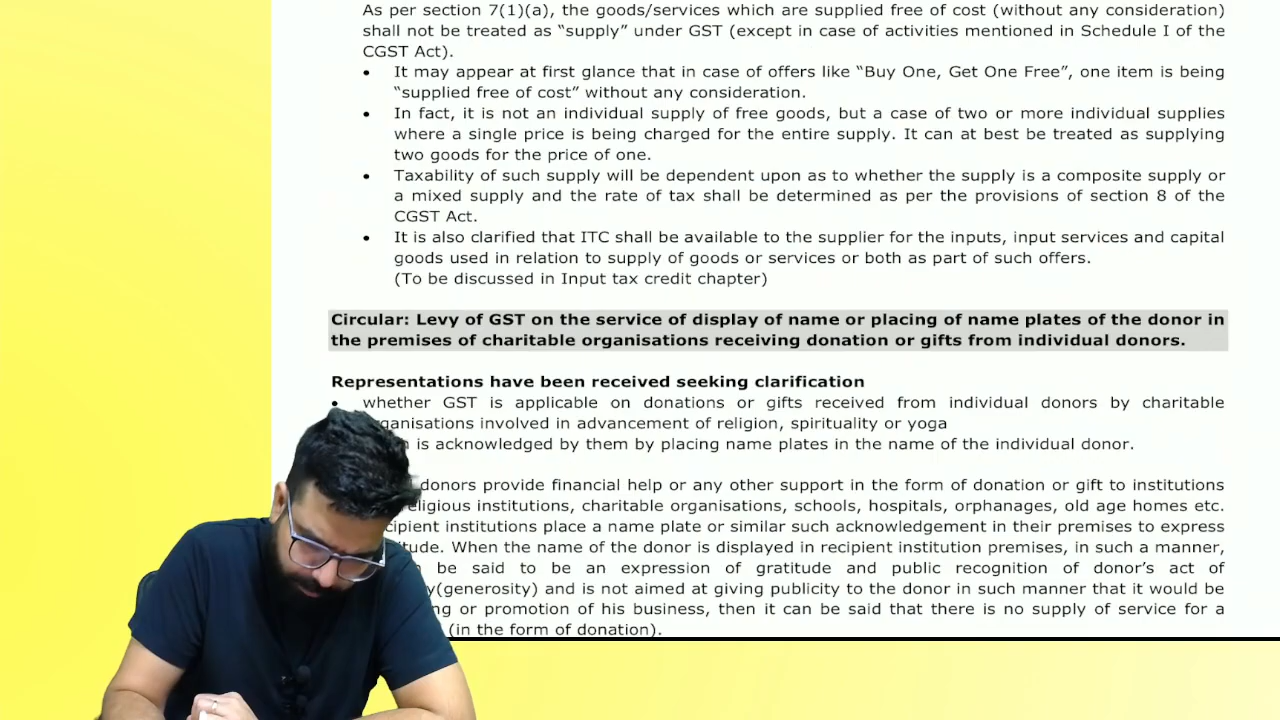 As per section 7(1)(a), the goods/services which are supplied free of cost (without any consideration)
shall not be treated as “supply” under GST (except in case of activities mentioned in Schedule I of the
CGST Act).
• It may appear at first glance that in case of offers like “Buy One, Get One Free”, one item is being
“supplied free of cost” without any consideration.
• In fact, it is not an individual supply of free goods, but a case of two or more individual supplies
where a single price is being charged for the entire supply. It can at best be treated as supplying
two goods for the price of one.
• Taxability of such supply will be dependent upon as to whether the supply is a composite supply or
a mixed supply and the rate of tax shall be determined as per the provisions of section 8 of the
CGST Act.
• It is also clarified that ITC shall be available to the supplier for the inputs, input services and capital
goods used in relation to supply of goods or services or both as part of such offers.
(To be discussed in Input tax credit chapter)
Circular: Levy of GST on the service of display of name or placing of name plates of the donor in
the premises of charitable organisations receiving donation or gifts from individual donors.
Representations have been received seeking clarification
• whether GST is applicable on donations or gifts received from individual donors by charitable
involved in advancement of religion, spirituality or yoga
is acknowledged by them by placing name plates in the name of the individual donor.
donors provide financial help or any other support in the form of donation or gift to institutions
institutions, charitable organisations, schools, hospitals, orphanages, old age homes etc.
institutions place a name plate or similar such acknowledgement in their premises to express
When the name of the donor is displayed in recipient institution premises, in such a manner,
be said to be an expression of gratitude and public recognition of donor’s act of
(generosity) and is not aimed at giving publicity to the donor in such manner that it would be
or promotion of his business, then it can be said that there is no supply of service for a
(in the form of donation).